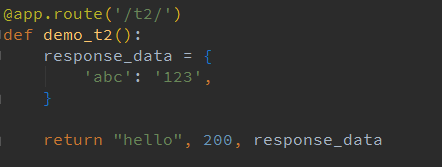 @app.route('/t2/')
def demo_t2():
    response_data = {
        'abc': '123',
    }
    return "hello", 200, response_data